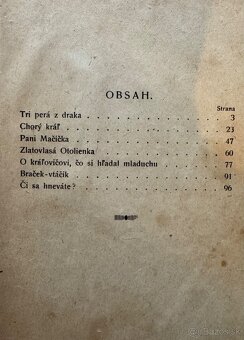 OBSAH.
Strana
Tri perá z draka . . . . . . . . . . . 3
Chorý kráľ . . . . . . . . . . . . 23
Pani Mačička . . . . . . . . . . . . 47
Zlatovlasá Otolienka . . . . . . . . . . 60
O kráľovičovi, čo si hľadal mladuchu . . . . . 77
Braček-vtáčik . . . . . . . . . . . . 91
Či sa hneváte? . . . . . . . . . . . 96